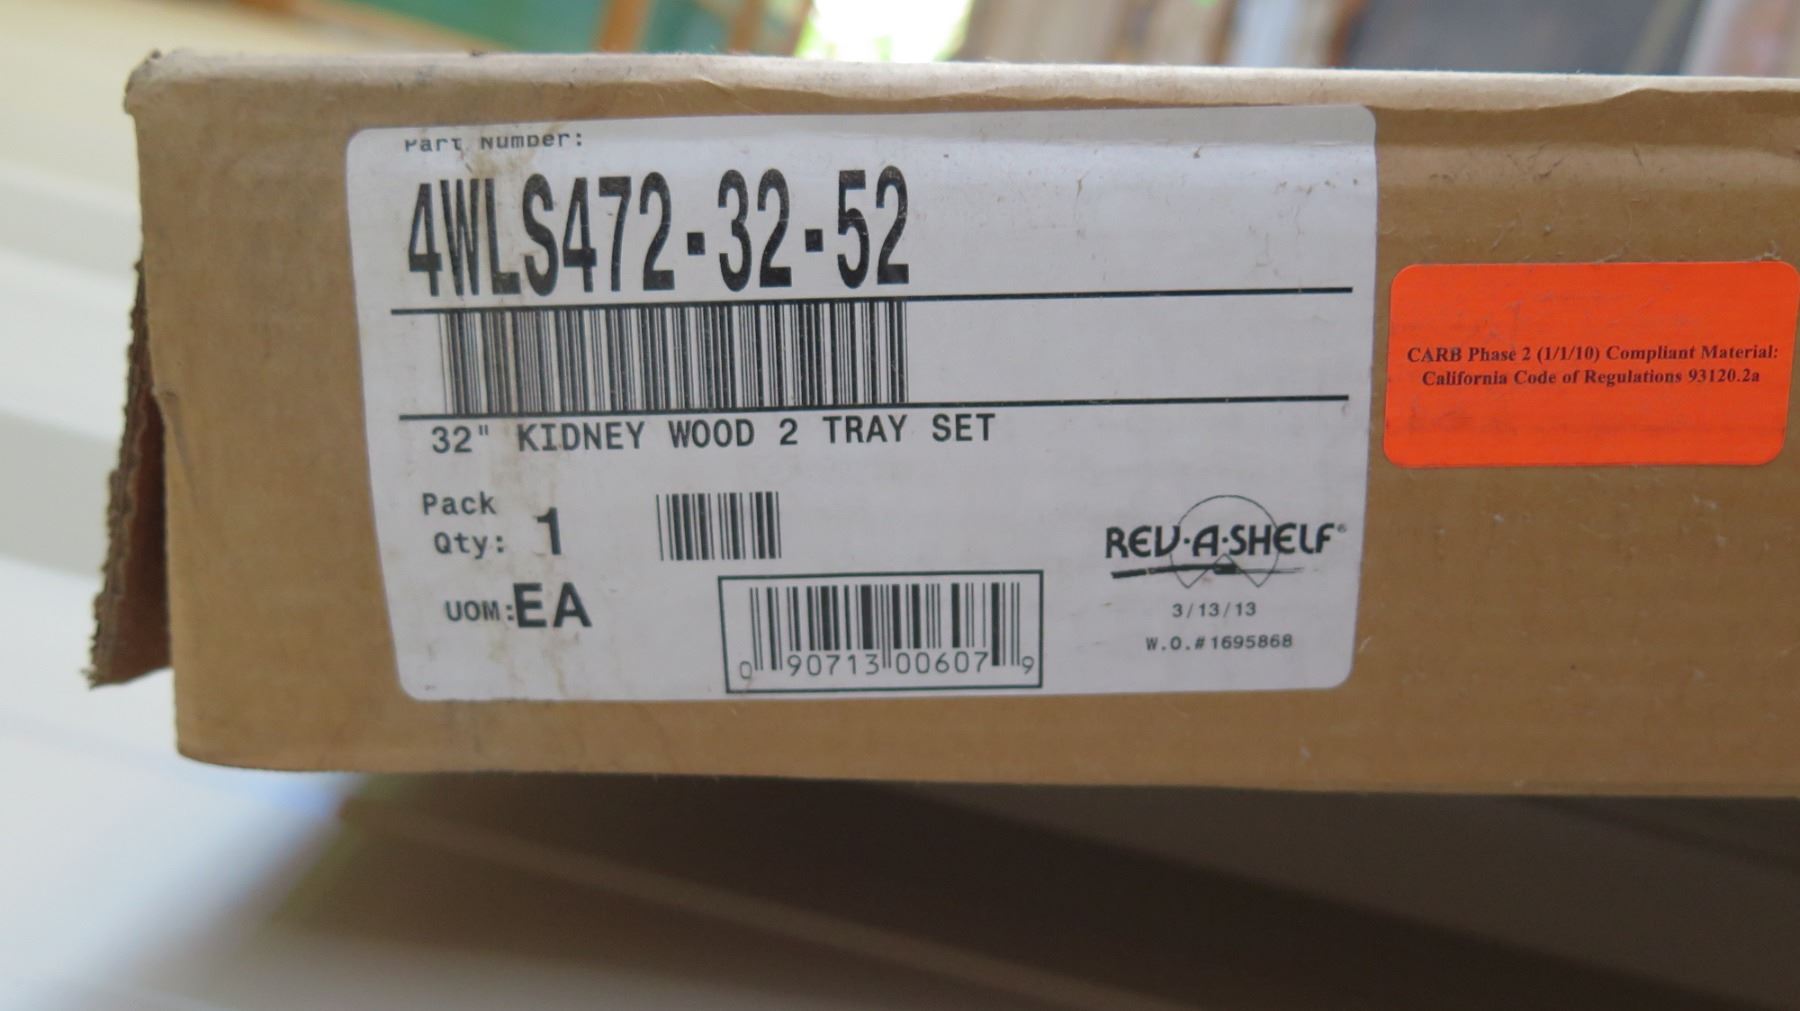 Part Number:
4WLS472-32-52
32" KIDNEY WOOD 2 TRAY SET
Pack
Qty: 1
UOM:EA
0 90713 00607 9
REV·A·SHELF®
3/13/13
W.O.#1695868
CARB Phase 2 (1/1/10) Compliant Material:
California Code of Regulations 93120.2a